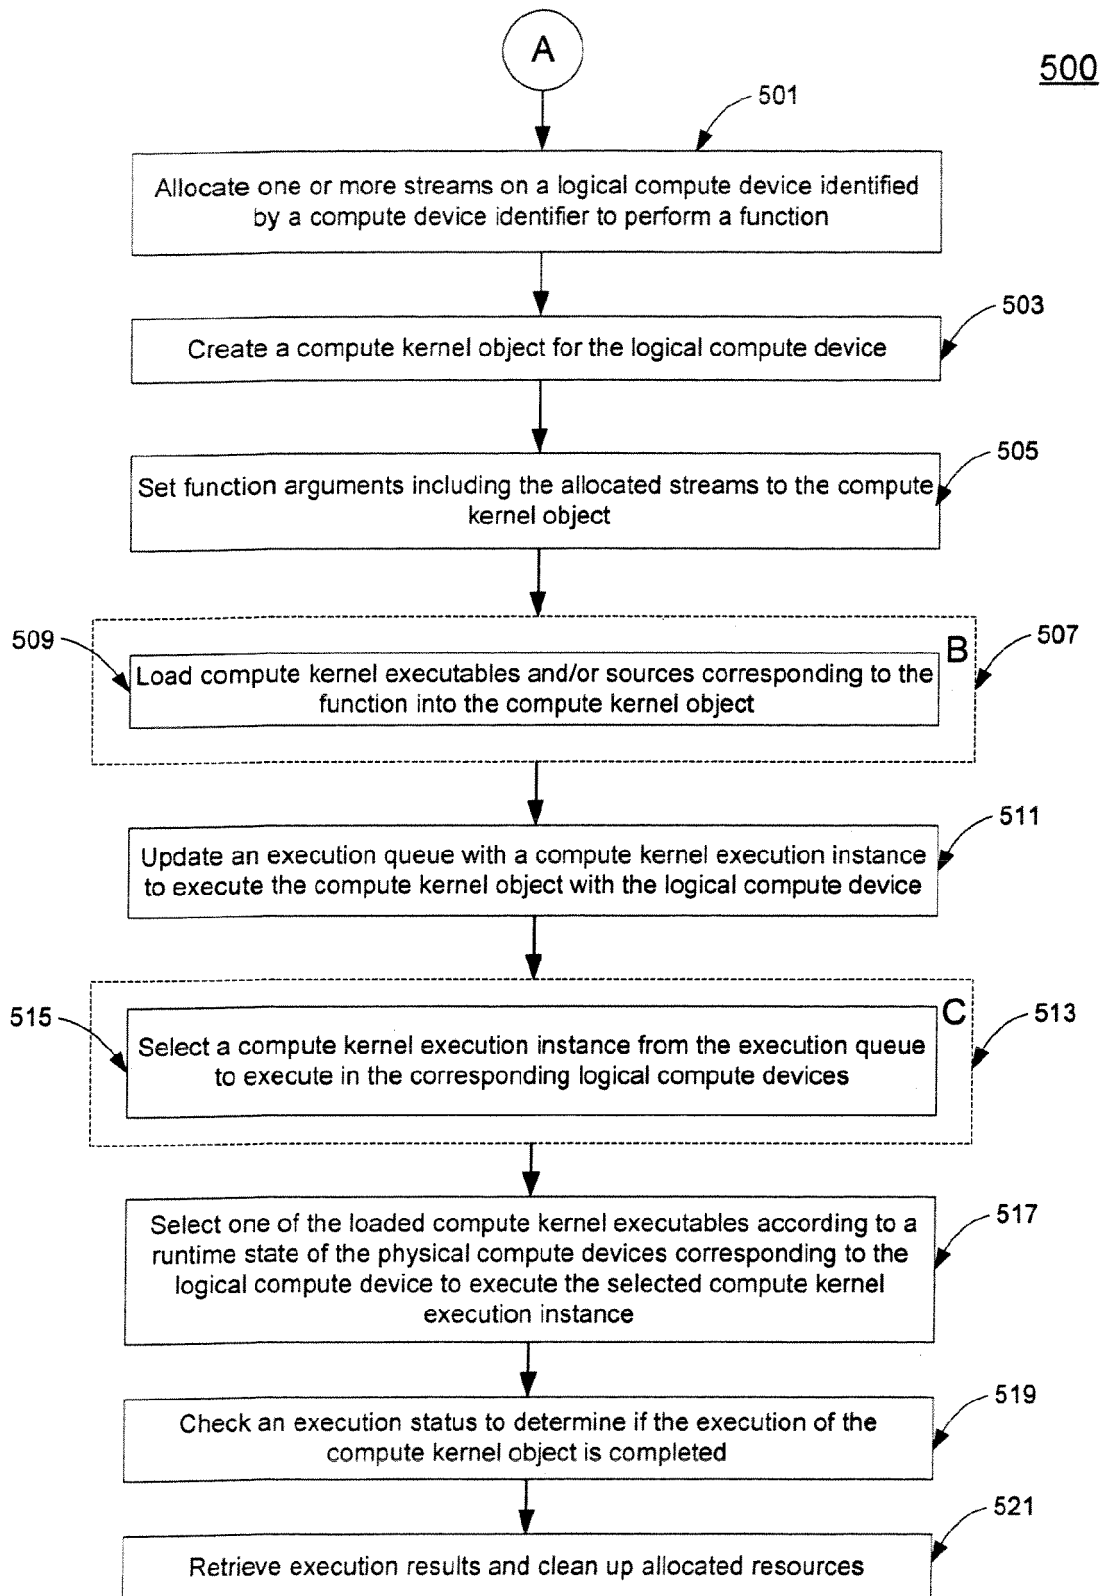 A
500
501
Allocate one or more streams on a logical compute device identified
by a compute device identifier to perform a function
503
Create a compute kernel object for the logical compute device
505
Set function arguments including the allocated streams to the compute
kernel object
509
B
507
Load compute kernel executables and/or sources corresponding to the
function into the compute kernel object
511
Update an execution queue with a compute kernel execution instance
to execute the compute kernel object with the logical compute device
515
C
513
Select a compute kernel execution instance from the execution queue
to execute in the corresponding logical compute devices
517
Select one of the loaded compute kernel executables according to a
runtime state of the physical compute devices corresponding to the
logical compute device to execute the selected compute kernel
execution instance
519
Check an execution status to determine if the execution of the
compute kernel object is completed
521
Retrieve execution results and clean up allocated resources